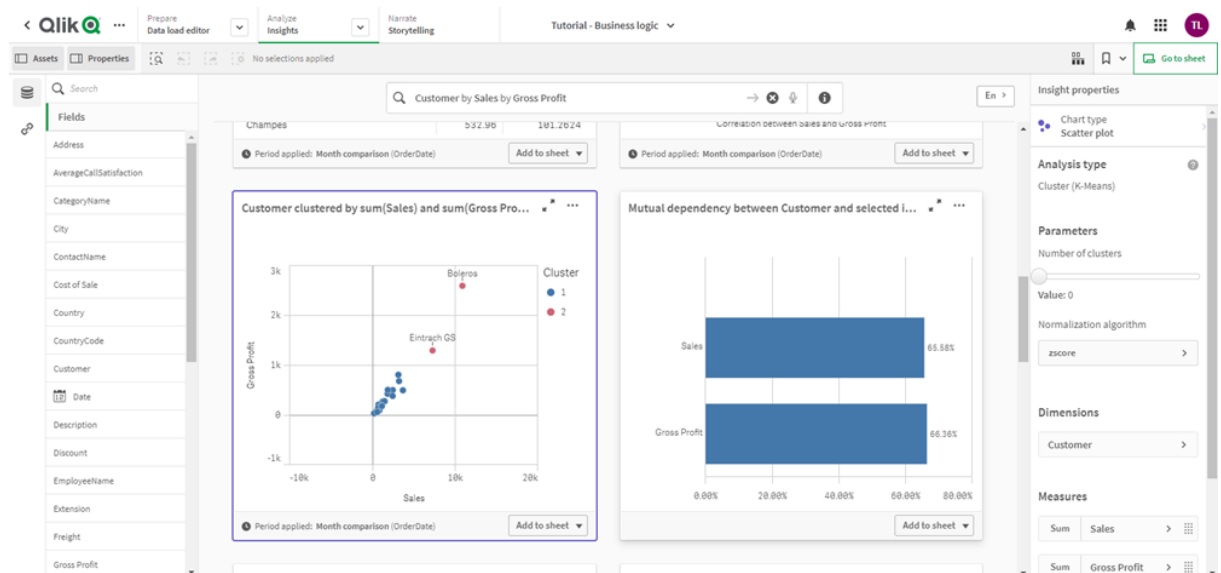 Qlik
Prepare
Data load editor
Analyze
Insights
Narrate
Storytelling
Tutorial - Business logic
TL
Assets
Properties
No selections applied
Go to sheet
Search
Fields
Address
AverageCallSatisfaction
CategoryName
City
ContactName
Cost of Sale
Country
CountryCode
Customer
Date
Description
Discount
EmployeeName
Extension
Freight
Gross Profit
Customer by Sales by Gross Profit
En
Champes 532.96 101.2624
Period applied: Month comparison (OrderDate)
Add to sheet
Correlation between Sales and Gross Profit
Period applied: Month comparison (OrderDate)
Add to sheet
Customer clustered by sum(Sales) and sum(Gross Pro...
3k
2k
1k
0
-1k
Gross Profit
Boleros
Eintrach GS
Cluster
1
2
-10k 0 10k 20k
Sales
Period applied: Month comparison (OrderDate)
Add to sheet
Mutual dependency between Customer and selected i...
Sales 65.58%
Gross Profit 66.36%
0.00% 20.00% 40.00% 60.00% 80.00%
Add to sheet
Insight properties
Chart type
Scatter plot
Analysis type
Cluster (K-Means)
Parameters
Number of clusters
Value: 0
Normalization algorithm
zscore
Dimensions
Customer
Measures
Sum Sales
Sum Gross Profit